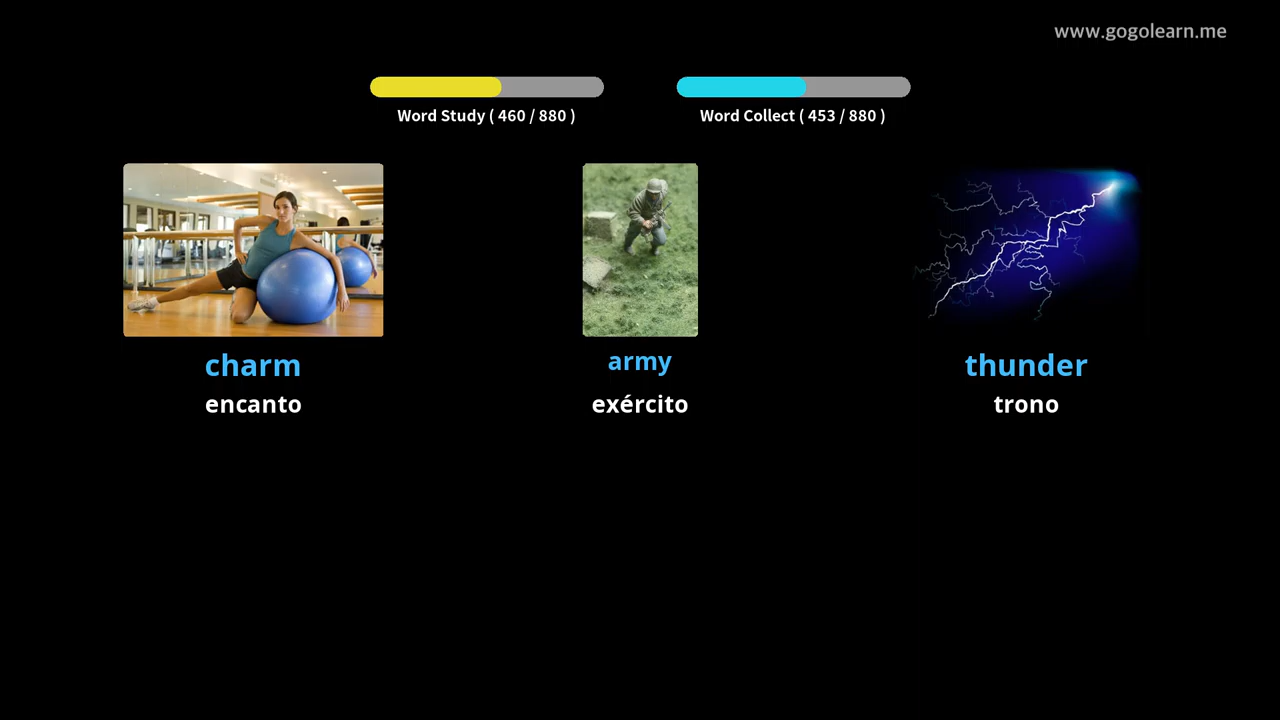 www.gogolearn.me
Word Study ( 460 / 880 )
Word Collect ( 453 / 880 )
charm
encanto
army
exército
thunder
trono